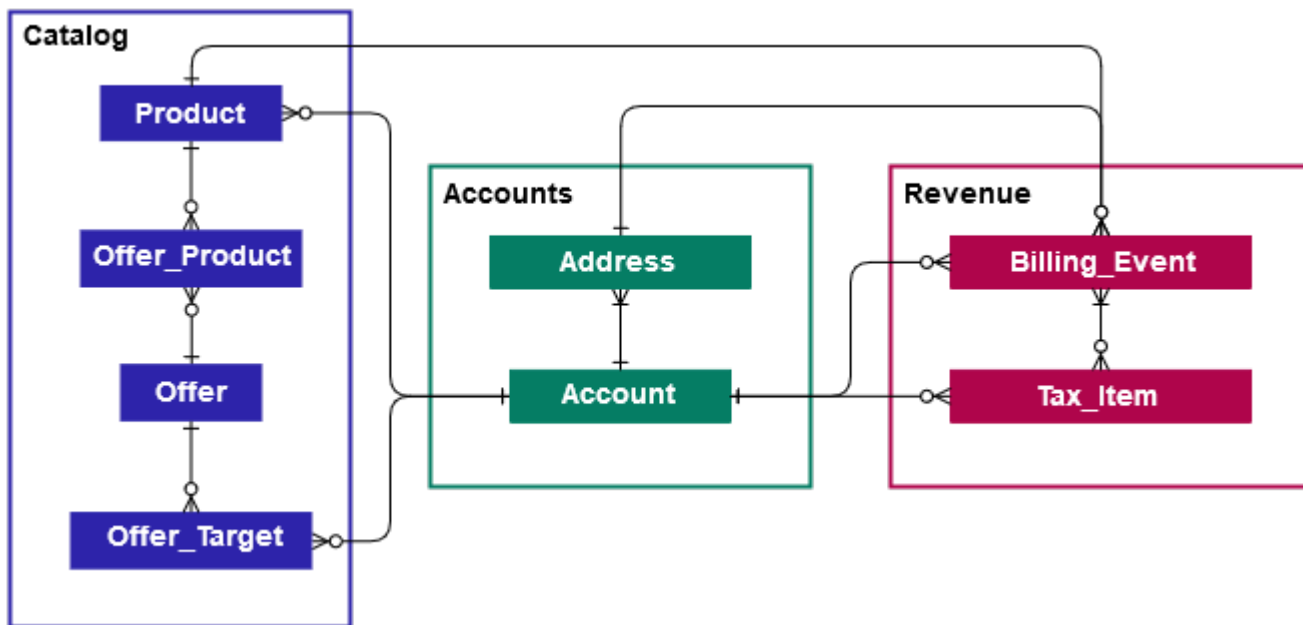 Catalog
Product
Offer_Product
Offer
Offer_Target
Accounts
Address
Account
Revenue
Billing_Event
Tax_Item